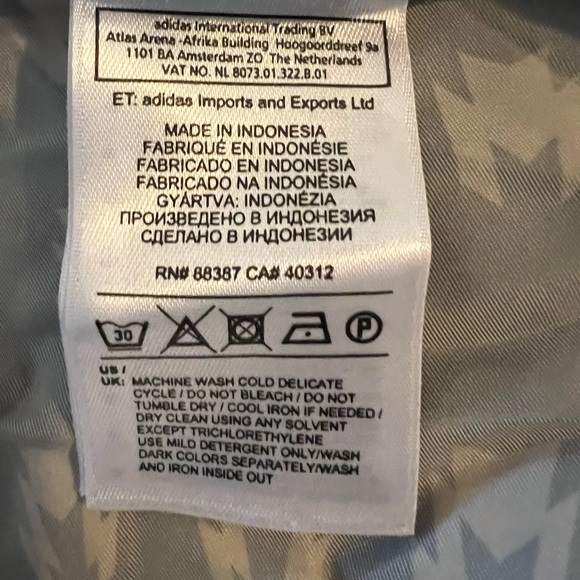 adidas International Trading BV
Atlas Arena -Afrika Building Hoogoorddreef 9a
1101 BA Amsterdam ZO The Netherlands
VAT NO. NL 8073.01.322.B.01
ET: adidas Imports and Exports Ltd
MADE IN INDONESIA
FABRIQUÉ EN INDONÉSIE
FABRICADO EN INDONESIA
FABRICADO NA INDONÉSIA
GYÁRTVA: INDONÉZIA
ПРОИЗВЕДЕНО В ИНДОНЕЗИЯ
СДЕЛАНО В ИНДОНЕЗИИ
RN# 88387 CA# 40312
30 P
US /
UK: MACHINE WASH COLD DELICATE
CYCLE / DO NOT BLEACH / DO NOT
TUMBLE DRY / COOL IRON IF NEEDED /
DRY CLEAN USING ANY SOLVENT
EXCEPT TRICHLORETHYLENE
USE MILD DETERGENT ONLY/WASH
DARK COLORS SEPARATELY/WASH
AND IRON INSIDE OUT